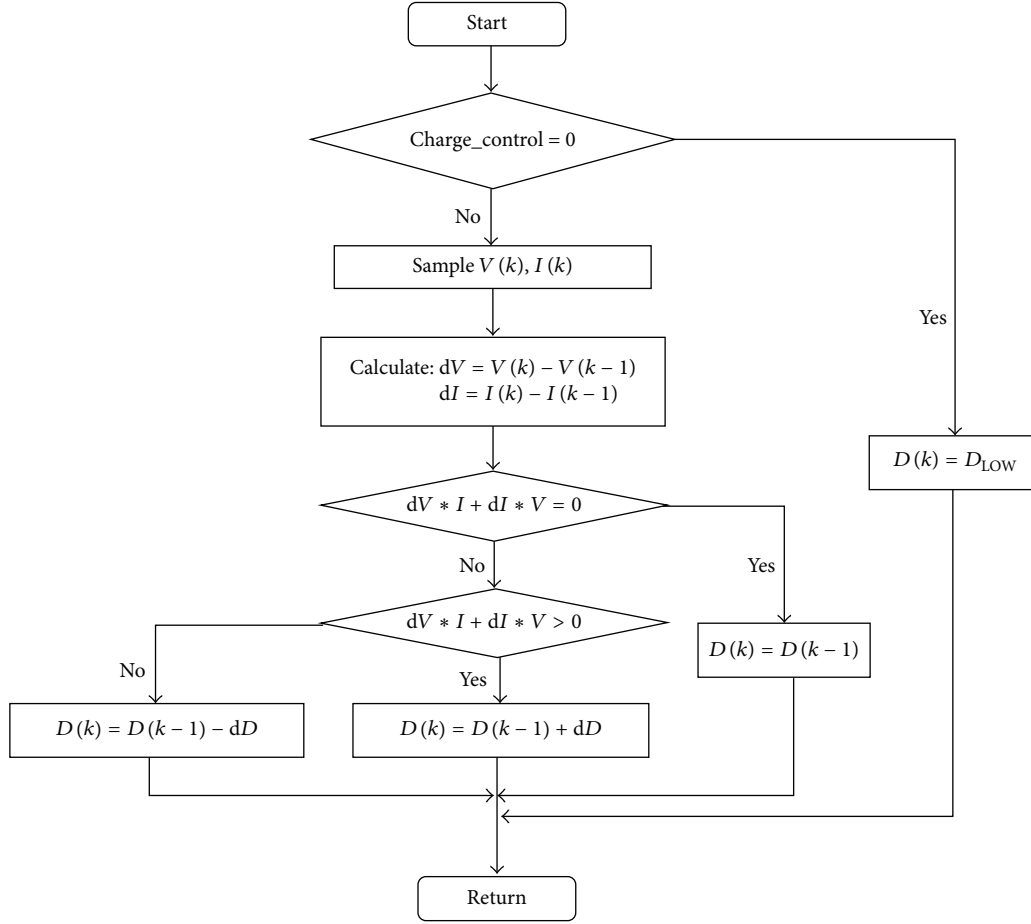 Start
Charge_control = 0
No
Sample V (k), I (k)
Yes
Calculate: dV = V (k) − V (k − 1)
dI = I (k) − I (k − 1)
D (k) = D_LOW
dV ∗ I + dI ∗ V = 0
No
Yes
dV ∗ I + dI ∗ V > 0
D (k) = D (k − 1)
No
Yes
D (k) = D (k − 1) − dD
D (k) = D (k − 1) + dD
Return